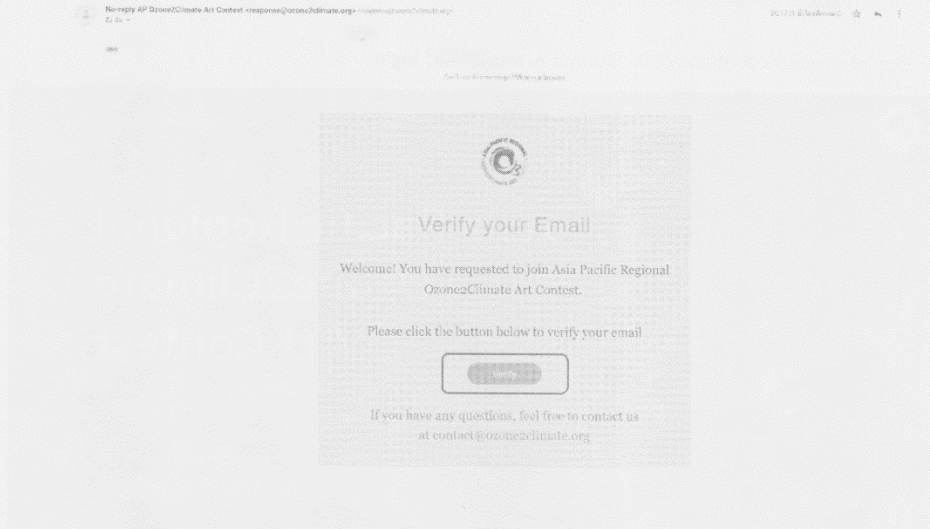 No-reply AP Ozone2Climate Art Contest <response@ozone2climate.org>
Verify your Email
Welcome! You have requested to join Asia Pacific Regional
Ozone2Climate Art Contest.
Please click the button below to verify your email
Verify
If you have any questions, feel free to contact us
at contact@ozone2climate.org